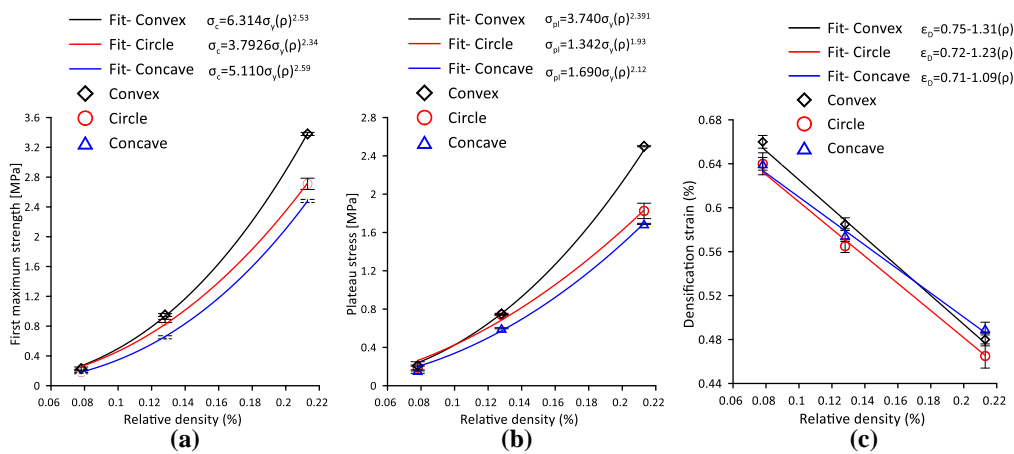 Fit- Convex σc=6.314σy(ρ)^2.53
Fit- Circle σc=3.7926σy(ρ)^2.34
Fit- Concave σc=5.110σy(ρ)^2.59
Convex
Circle
Concave
First maximum strength [MPa]
3.6
3.2
2.8
2.4
2
1.6
1.2
0.8
0.4
0
0.06 0.08 0.1 0.12 0.14 0.16 0.18 0.2 0.22
Relative density (%)
(a)
Fit- Convex σpl=3.740σy(ρ)^2.391
Fit- Circle σpl=1.342σy(ρ)^1.93
Fit- Concave σpl=1.690σy(ρ)^2.12
Convex
Circle
Concave
Plateau stress [MPa]
2.8
2.4
2
1.6
1.2
0.8
0.4
0
0.06 0.08 0.1 0.12 0.14 0.16 0.18 0.2 0.22
Relative density (%)
(b)
Fit- Convex εD=0.75-1.31(ρ)
Fit- Circle εD=0.72-1.23(ρ)
Fit- Concave εD=0.71-1.09(ρ)
Convex
Circle
Concave
Densification strain (%)
0.68
0.64
0.6
0.56
0.52
0.48
0.44
0.06 0.08 0.1 0.12 0.14 0.16 0.18 0.2 0.22
Relative density (%)
(c)